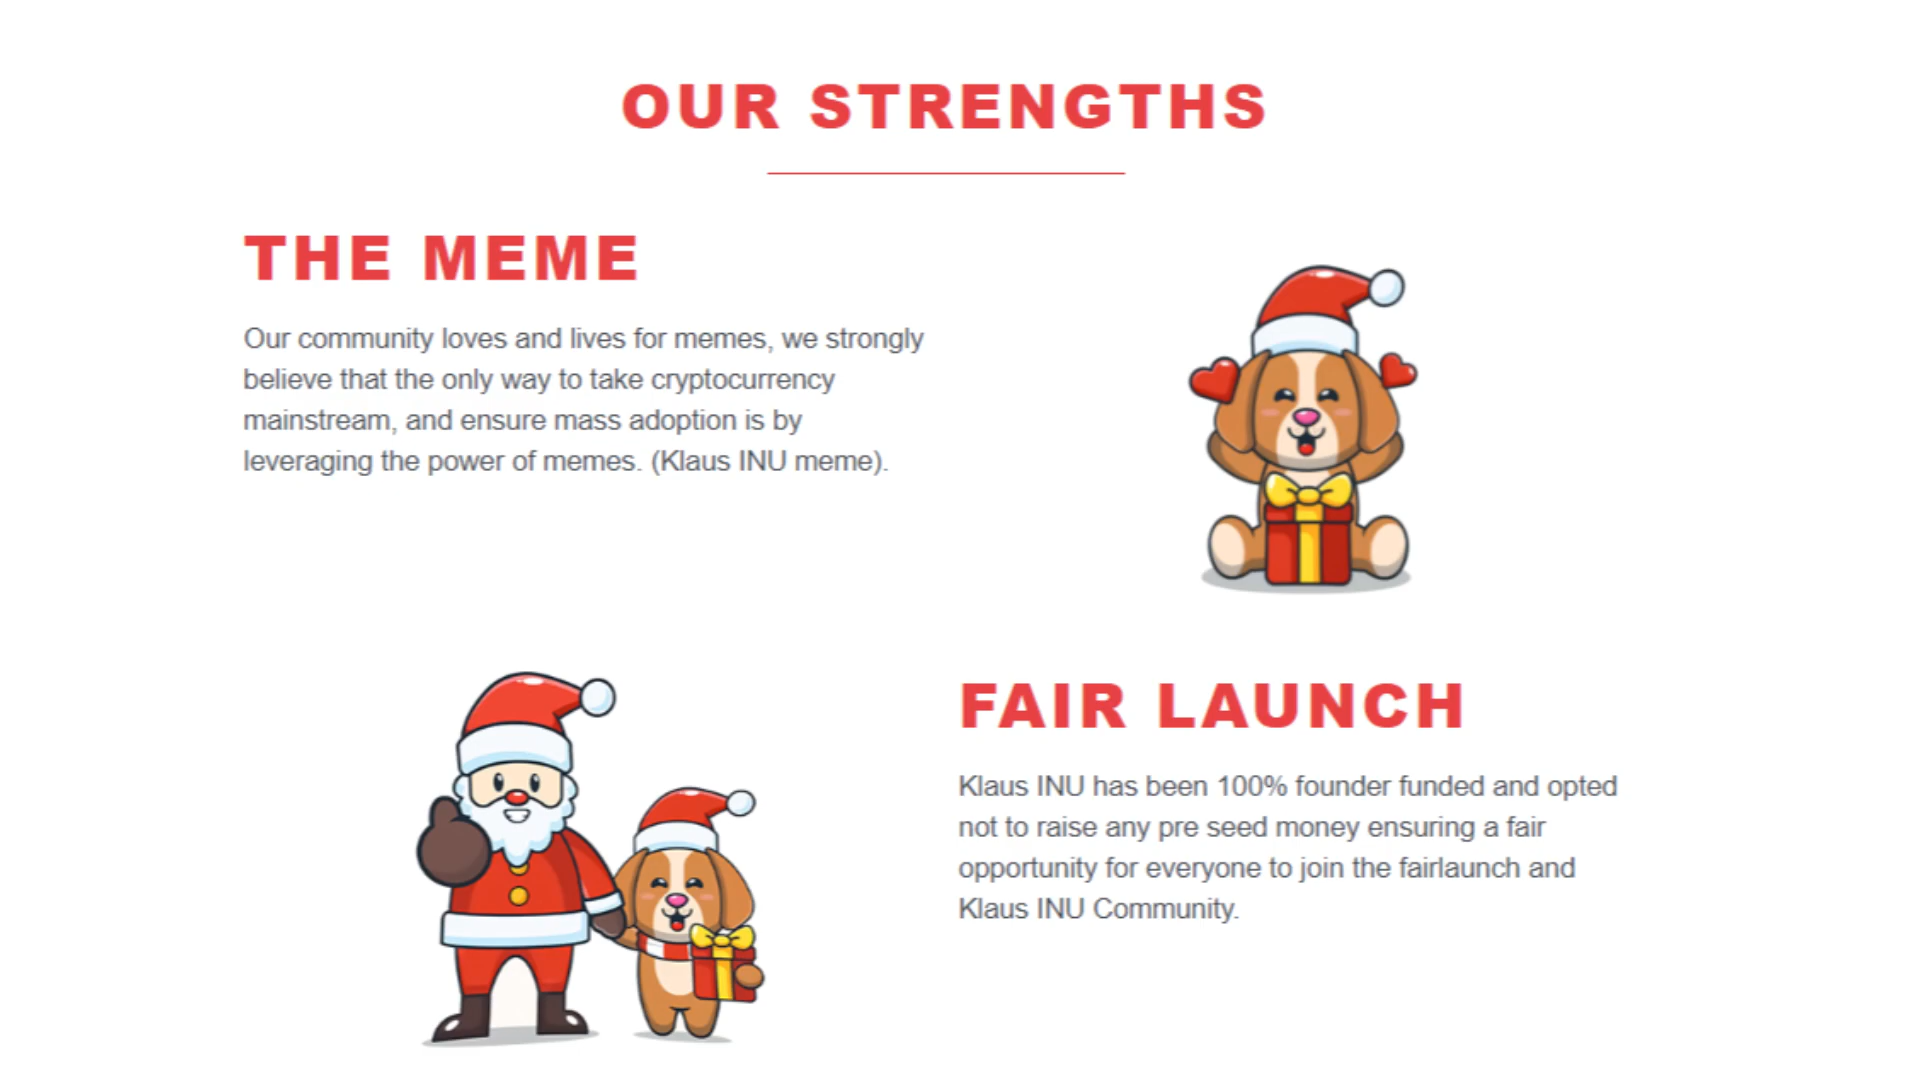 OUR STRENGTHS
THE MEME
Our community loves and lives for memes, we strongly
believe that the only way to take cryptocurrency
mainstream, and ensure mass adoption is by
leveraging the power of memes. (Klaus INU meme).
FAIR LAUNCH
Klaus INU has been 100% founder funded and opted
not to raise any pre seed money ensuring a fair
opportunity for everyone to join the fairlaunch and
Klaus INU Community.